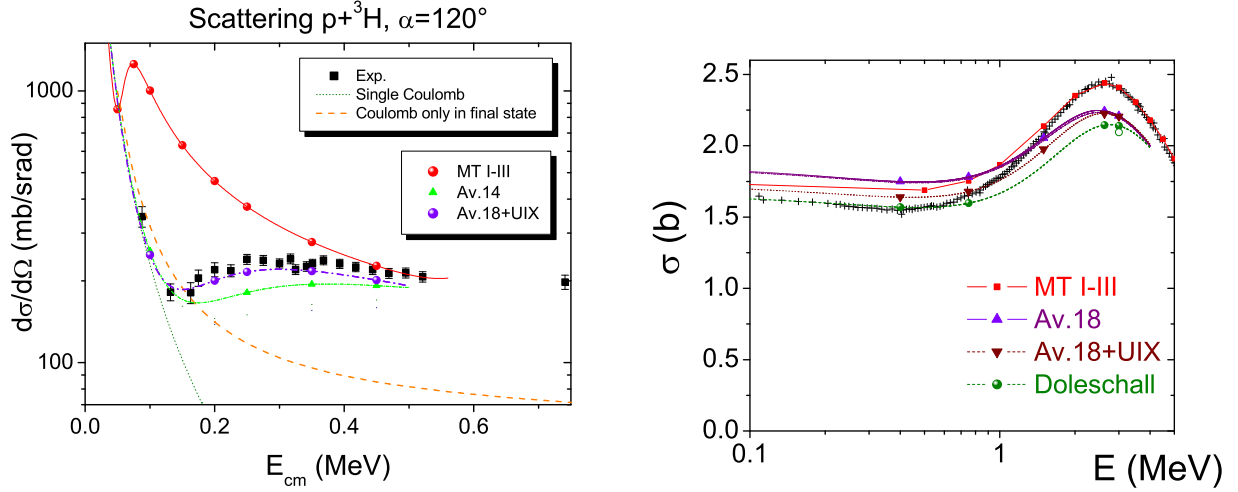 Scattering p+³H, α=120°
1000
100
dσ/dΩ (mb/srad)
Exp.
Single Coulomb
Coulomb only in final state
MT I-III
Av.14
Av.18+UIX
0.0 0.2 0.4 0.6
E_cm (MeV)
2.5
2.0
1.5
1.0
0.5
0.0
σ (b)
MT I-III
Av.18
Av.18+UIX
Doleschall
0.1 1
E (MeV)